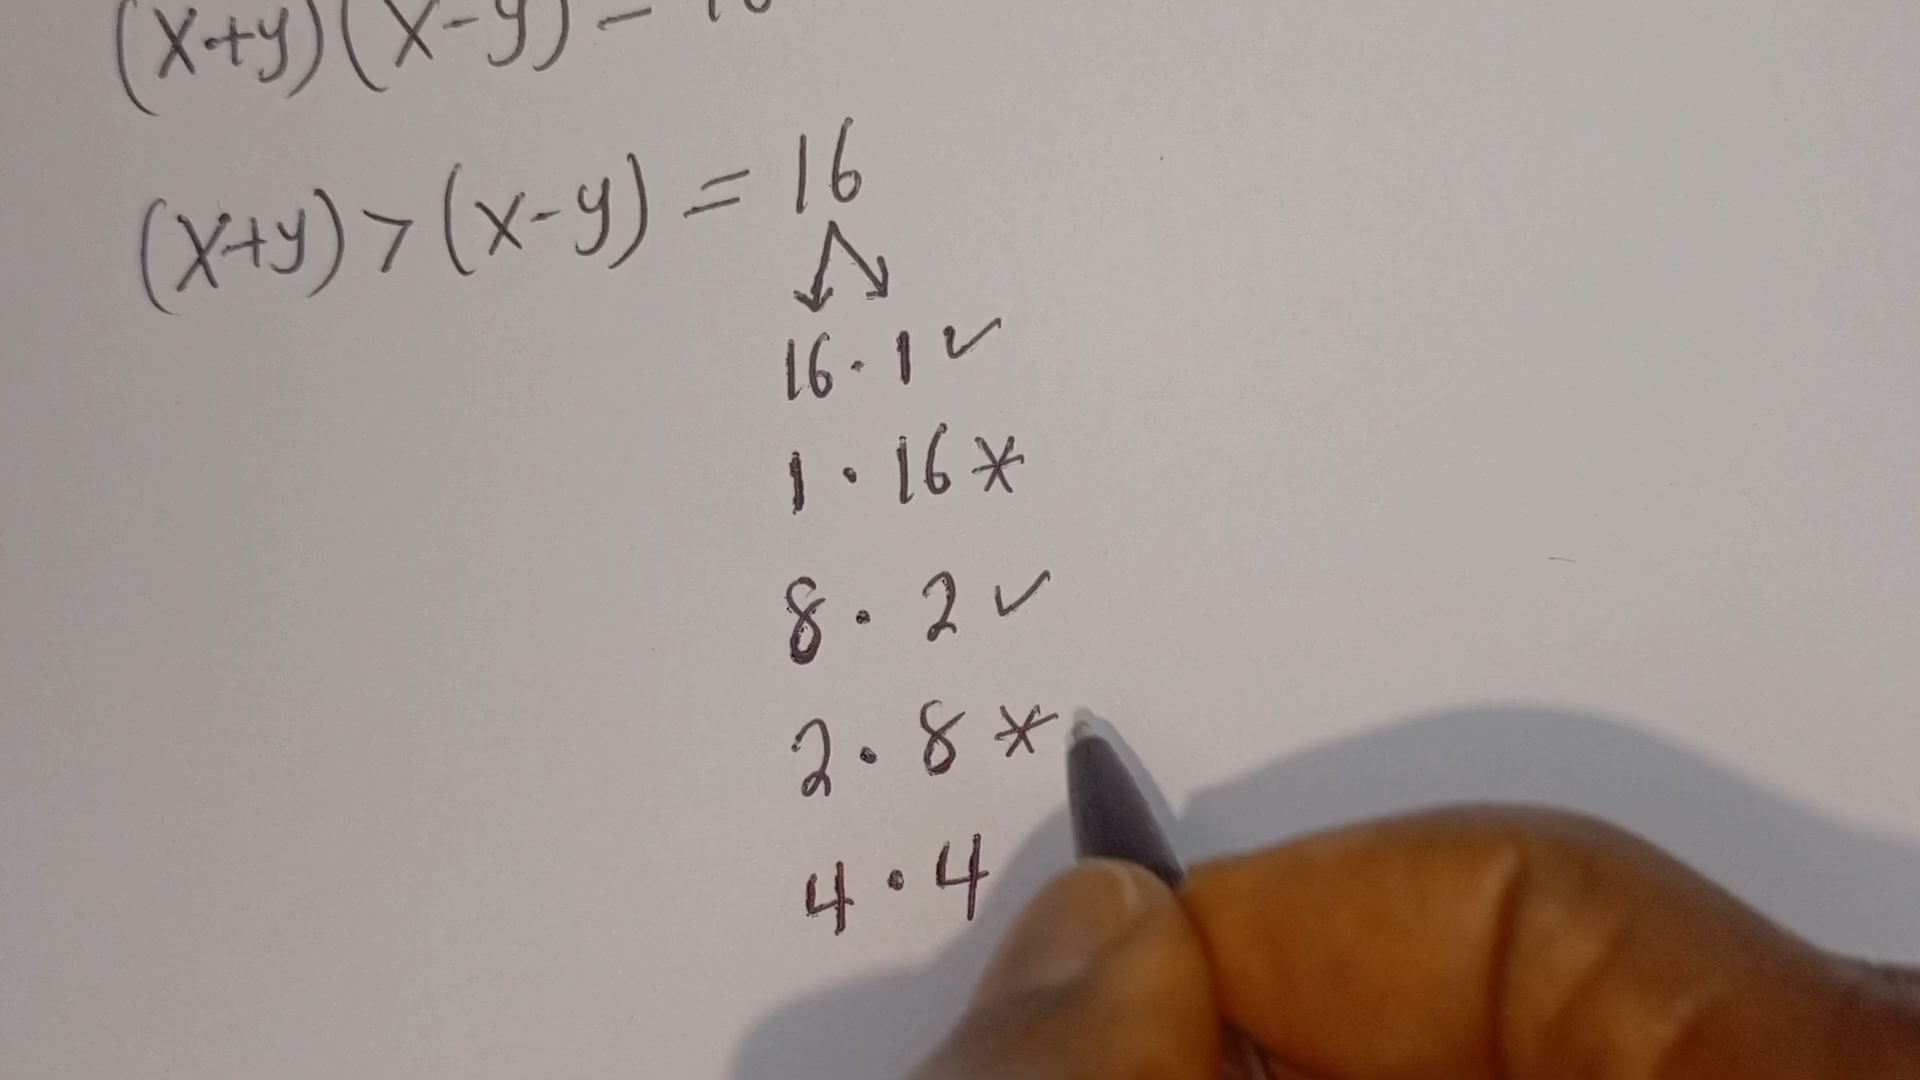 (x+y)(x-y) =
(x+y) > (x-y) = 16
16 · 1 ✓
1 · 16 *
8 · 2 ✓
2 · 8 *
4 · 4